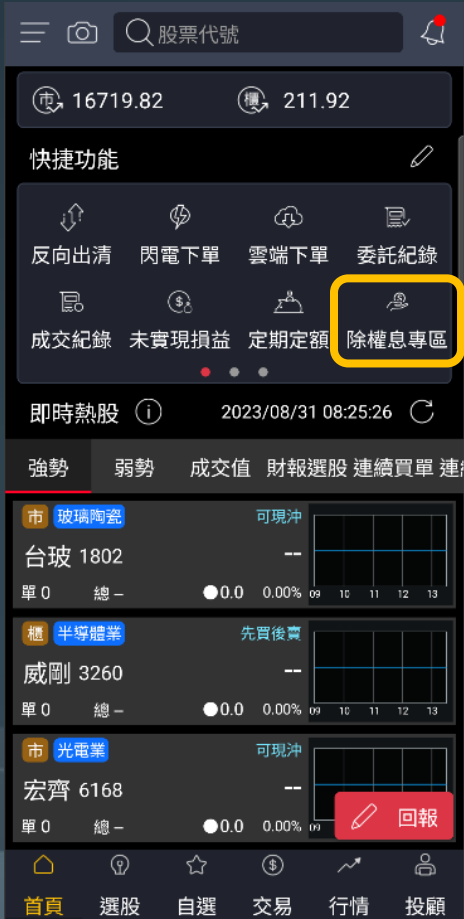 股票代號
市 16719.82 櫃 211.92
快捷功能
反向出清 閃電下單 雲端下單 委託紀錄
成交紀錄 未實現損益 定期定額 除權息專區
即時熱股 2023/08/31 08:25:26
強勢 弱勢 成交值 財報選股 連續買單 連
市 玻璃陶瓷 可現沖
台玻 1802 --
單 0 總 – 0.0 0.00% 09 10 11 12 13
櫃 半導體業 先買後賣
威剛 3260 --
單 0 總 – 0.0 0.00% 09 10 11 12 13
市 光電業 可現沖
宏齊 6168 --
單 0 總 – 0.0 0.00% 09
回報
首頁 選股 自選 交易 行情 投顧